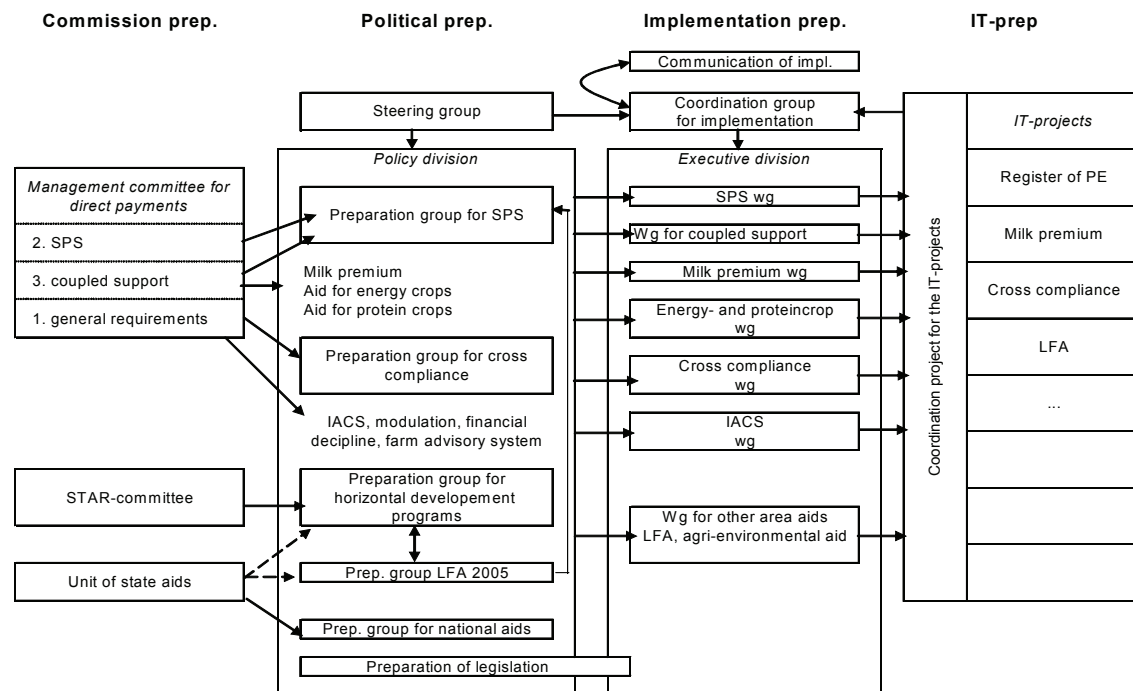 Commission prep.
Political prep.
Implementation prep.
IT-prep
Communication of impl.
Steering group
Coordination group
for implementation
IT-projects
Policy division
Executive division
Management committee for
direct payments
2. SPS
3. coupled support
1. general requirements
Preparation group for SPS
Milk premium
Aid for energy crops
Aid for protein crops
Preparation group for cross
compliance
IACS, modulation, financial
decipline, farm advisory system
STAR-committee
Preparation group for
horizontal developement
programs
Unit of state aids
Prep. group LFA 2005
Prep. group for national aids
Preparation of legislation
SPS wg
Wg for coupled support
Milk premium wg
Energy- and proteincrop
wg
Cross compliance
wg
IACS
wg
Wg for other area aids
LFA, agri-environmental aid
Coordination project for the IT-projects
Register of PE
Milk premium
Cross compliance
LFA
...